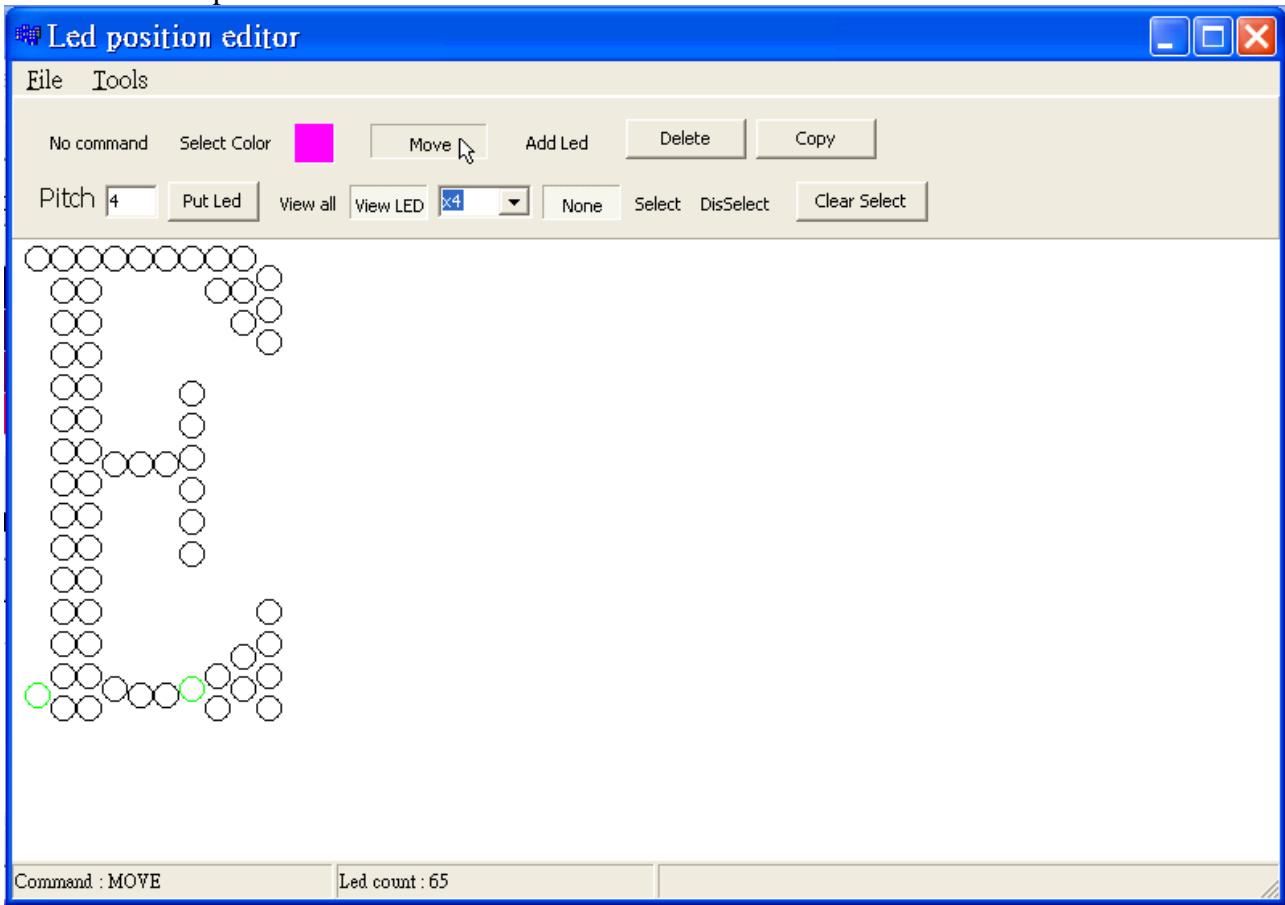 Led position editor
File Tools
No command Select Color Move Add Led Delete Copy
Pitch 4 Put Led View all View LED x4 None Select DisSelect Clear Select
Command : MOVE Led count : 65